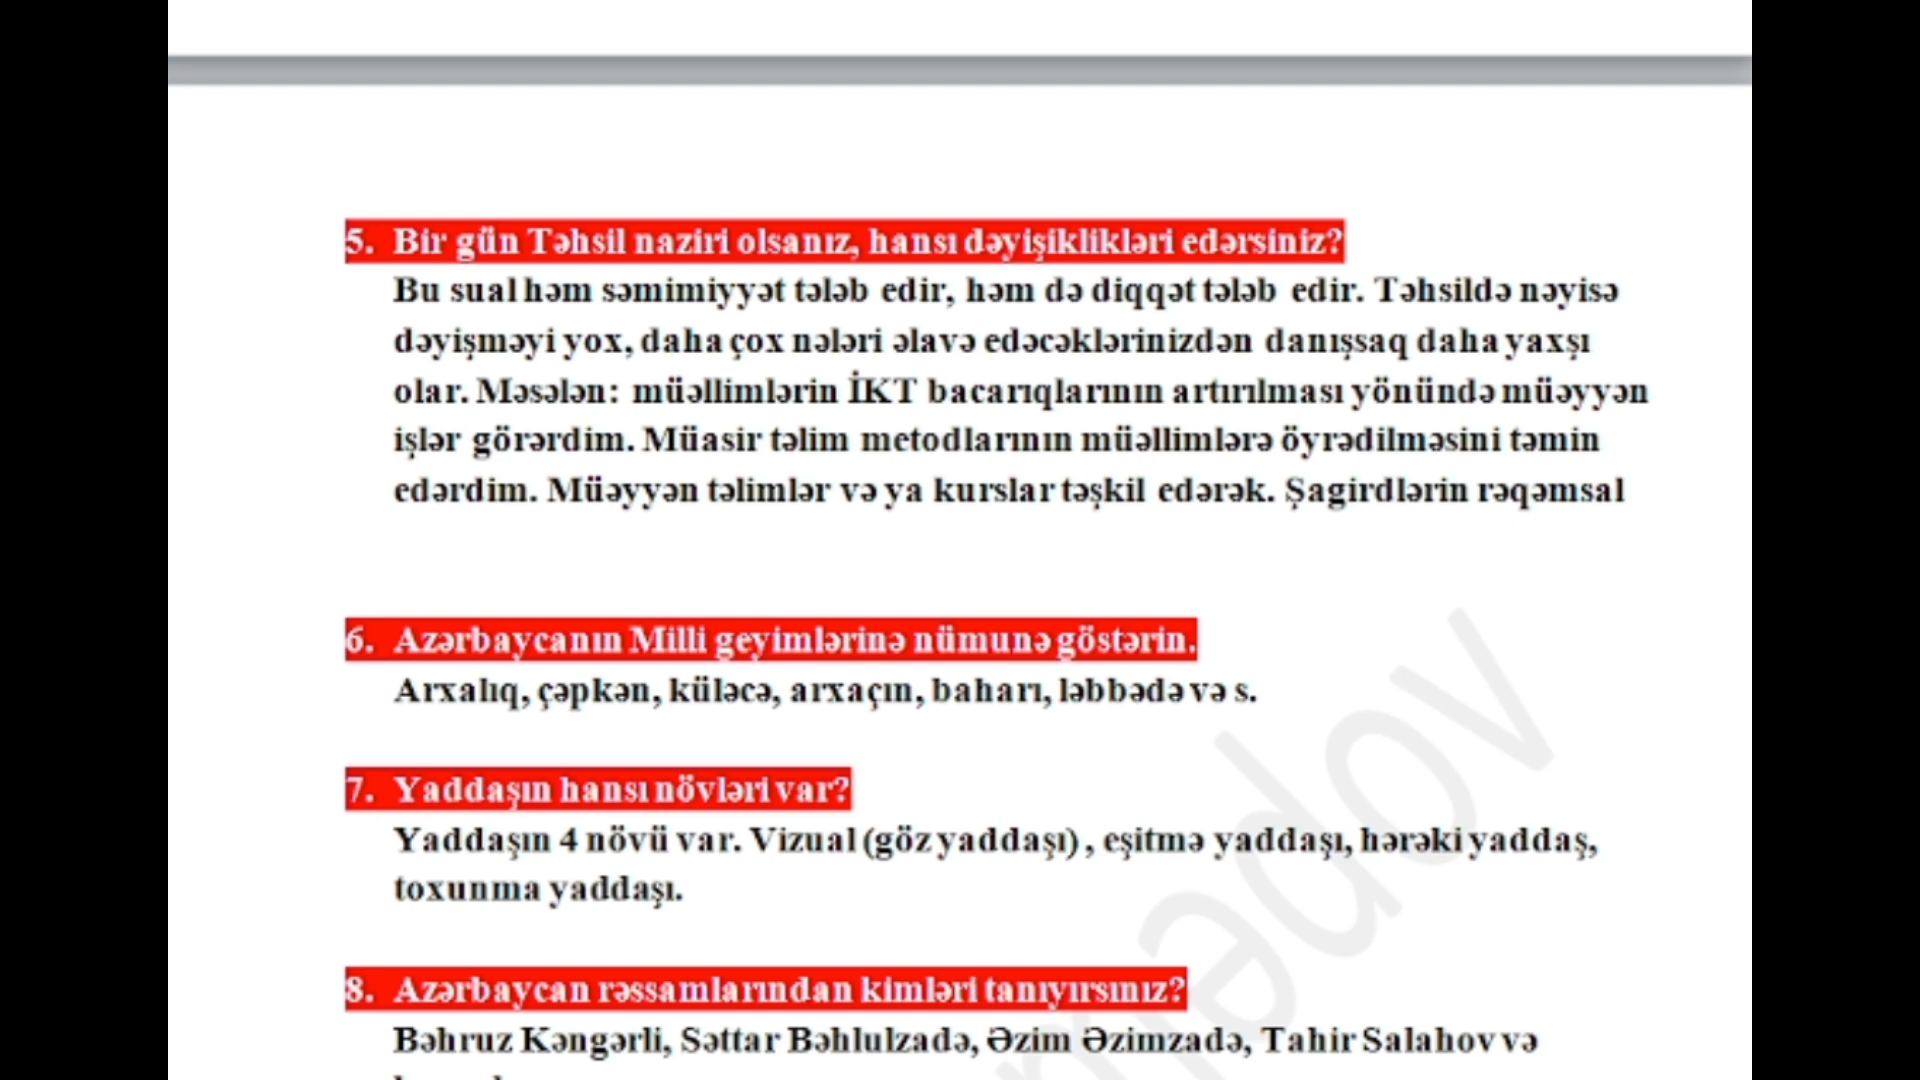 5. Bir gün Təhsil naziri olsanız, hansı dəyişiklikləri edərsiniz?
Bu sual həm səmimiyyət tələb edir, həm də diqqət tələb edir. Təhsildə nəyisə
dəyişməyi yox, daha çox nələri əlavə edəcəklərinizdən danışsaq daha yaxşı
olar. Məsələn: müəllimlərin İKT bacarıqlarının artırılması yönündə müəyyən
işlər görərdim. Müasir təlim metodlarının müəllimlərə öyrədilməsini təmin
edərdim. Müəyyən təlimlər və ya kurslar təşkil edərək. Şagirdlərin rəqəmsal
6. Azərbaycanın Milli geyimlərinə nümunə göstərin.
Arxalıq, çəpkən, küləcə, arxaçın, baharı, ləbbədə və s.
7. Yaddaşın hansı növləri var?
Yaddaşın 4 növü var. Vizual (göz yaddaşı) , eşitmə yaddaşı, hərəki yaddaş,
toxunma yaddaşı.
8. Azərbaycan rəssamlarından kimləri tanıyırsınız?
Bəhruz Kəngərli, Səttar Bəhlulzadə, Əzim Əzimzadə, Tahir Salahov və
mədov